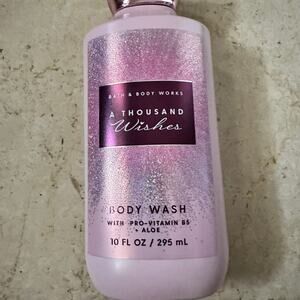 BATH & BODY WORKS
A THOUSAND
Wishes
BODY WASH
WITH PRO-VITAMIN B5
+ ALOE
10 FL OZ / 295 mL